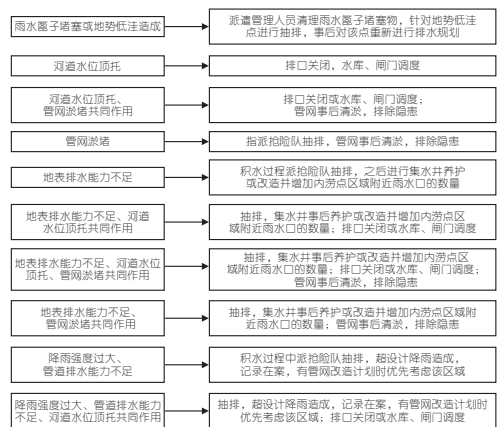 雨水篦子堵塞或地势低洼造成
派遣管理人员清理雨水篦子堵塞物，针对地势低洼
点进行抽排，事后对该点重新进行排水规划
河道水位顶托
排口关闭，水库、闸门调度
河道水位顶托、
管网淤堵共同作用
排口关闭或水库、闸门调度；
管网事后清淤，排除隐患
管网淤堵
指派抢险队抽排，管网事后清淤，排除隐患
地表排水能力不足
积水过程派抢险队抽排，之后进行集水井养护
或改造并增加内涝点区域附近雨水口的数量
地表排水能力不足、河道
水位顶托共同作用
抽排，集水井事后养护或改造并增加内涝点区
域附近雨水口的数量；排口关闭或水库、闸门调度
地表排水能力不足、河道水位
顶托、管网淤堵共同作用
抽排，集水井事后养护或改造并增加内涝点区
域附近雨水口的数量；排口关闭或水库、闸门调度；
管网事后清淤，排除隐患
地表排水能力不足、
管网淤堵共同作用
抽排，集水井事后养护或改造并增加内涝点区域附
近雨水口的数量；管网事后清淤，排除隐患
降雨强度过大、
管道排水能力不足
积水过程中派抢险队抽排，超设计降雨造成，
记录在案，有管网改造计划时优先考虑该区域
降雨强度过大、管道排水能力
不足、河道水位顶托共同作用
抽排，超设计降雨造成，记录在案，有管网改造计划时
优先考虑该区域；排口关闭或水库、闸门调度